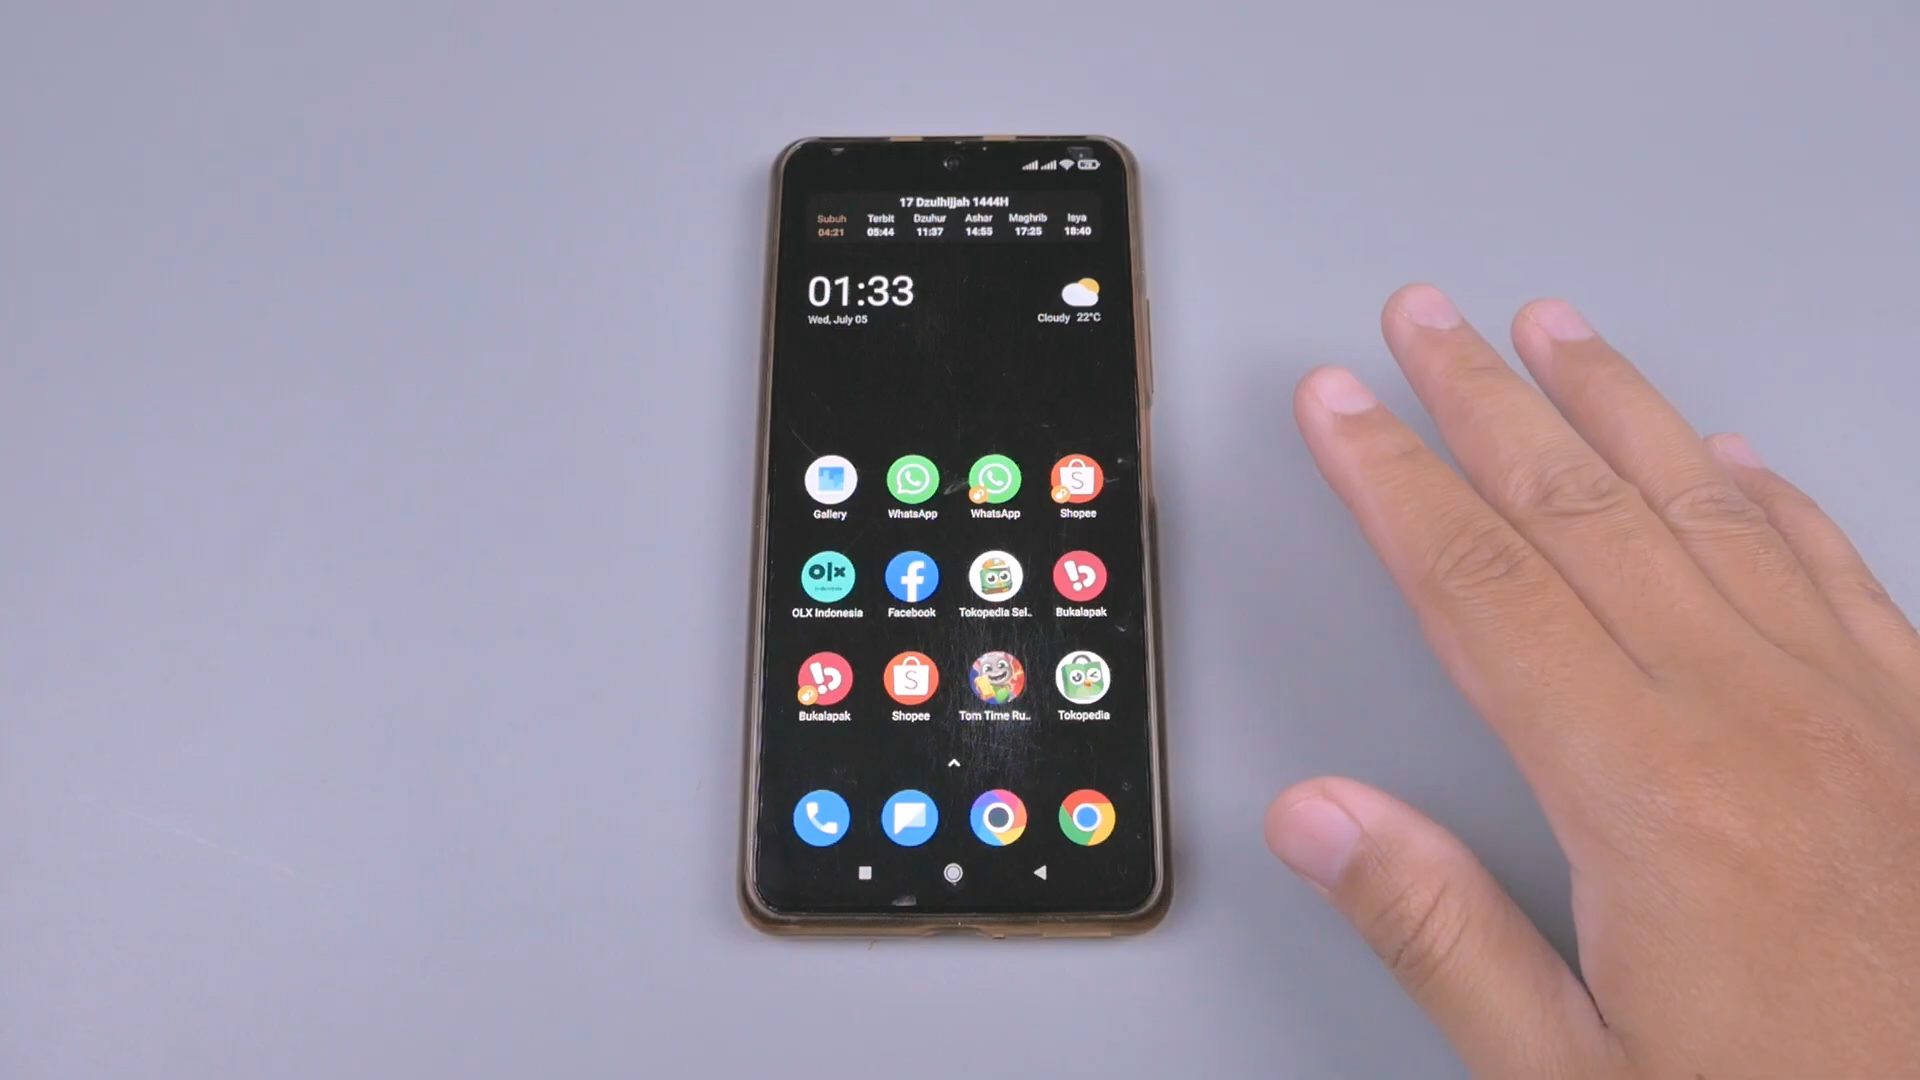 17 Dzulhijjah 1444H
Subuh Terbit Dzuhur Ashar Maghrib Isya
04:21 05:44 11:37 14:55 17:25 18:40
01:33
Wed, July 05
Cloudy 22°C
Gallery WhatsApp WhatsApp Shopee
olx
OLX Indonesia Facebook Tokopedia Sel..
Bukalapak
Bukalapak Shopee Tom Time Ru.. Tokopedia